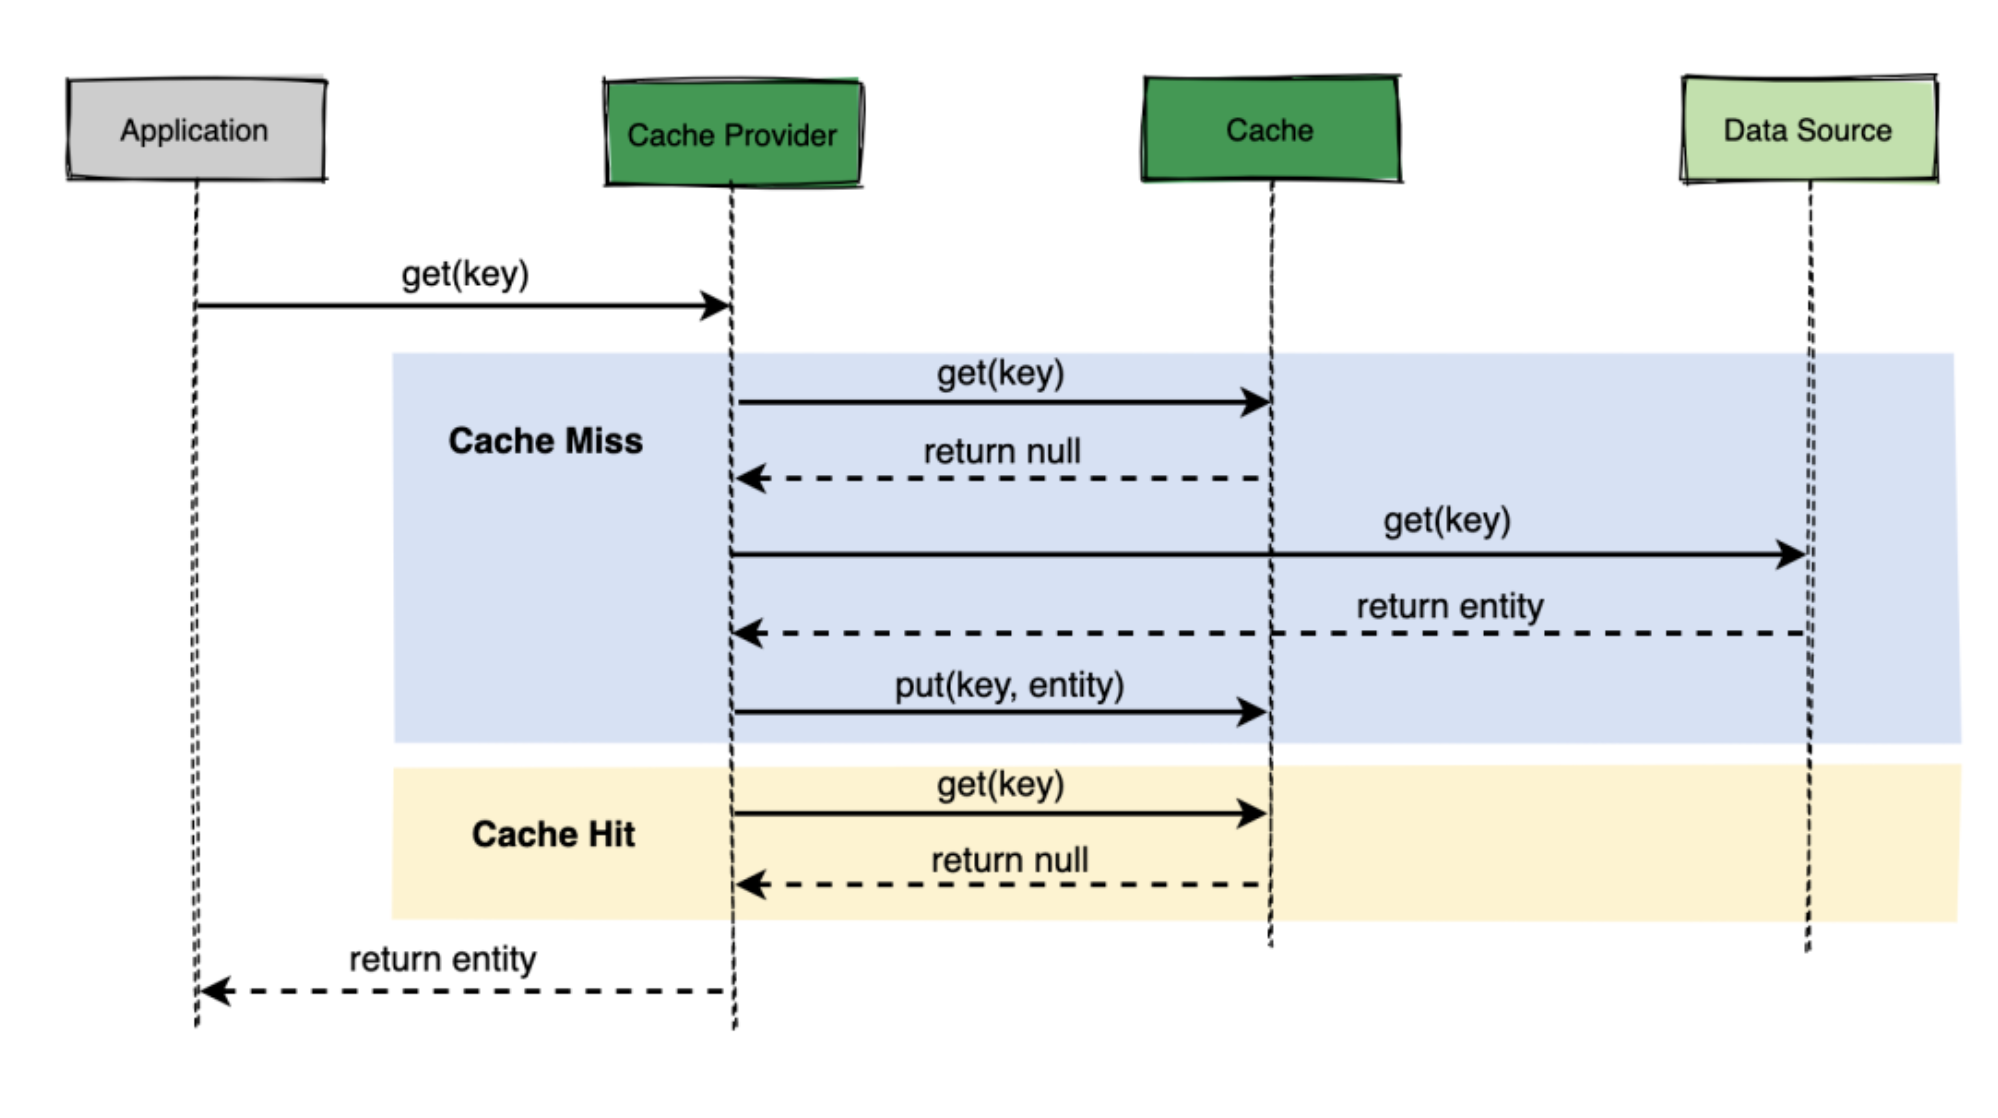 Application
Cache Provider
Cache
Data Source
get(key)
get(key)
Cache Miss
return null
get(key)
return entity
put(key, entity)
get(key)
Cache Hit
return null
return entity